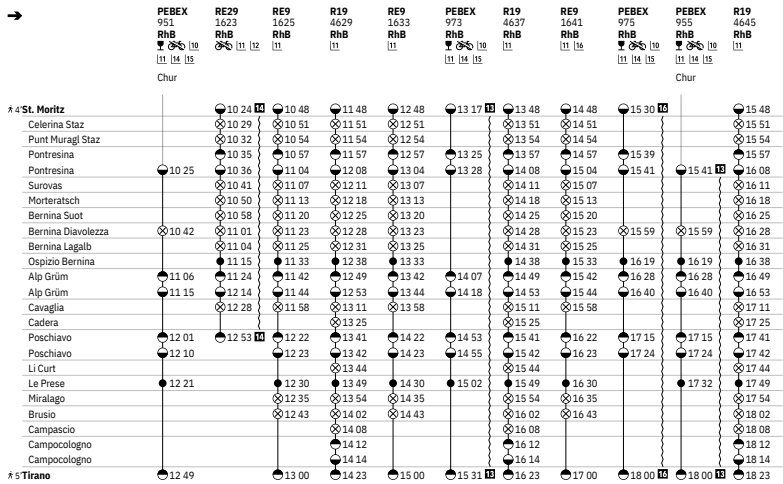 PEBEX RE29 RE9 R19 RE9 PEBEX R19 RE9 PEBEX PEBEX R19
951 1623 1625 4629 1633 973 4637 1641 975 955 4645
RhB RhB RhB RhB RhB RhB RhB RhB RhB RhB RhB
10 11 12 11 11 11 10 11 11 16 10 10 11
11 14 15 11 14 15 11 14 15 11 14 15
Chur Chur
4' St. Moritz 10 24 14 10 48 11 48 12 48 13 17 13 13 48 14 48 15 30 16 15 48
Celerina Staz 10 29 10 51 11 51 12 51 13 51 14 51 15 51
Punt Muragl Staz 10 32 10 54 11 54 12 54 13 54 14 54 15 54
Pontresina 10 35 10 57 11 57 12 57 13 25 13 57 14 57 15 39 15 57
Pontresina 10 25 10 36 11 04 12 08 13 04 13 28 14 08 15 04 15 41 15 41 13 16 08
Surovas 10 41 11 07 12 11 13 07 14 11 15 07 16 11
Morteratsch 10 50 11 13 12 18 13 13 14 18 15 13 16 18
Bernina Suot 10 58 11 20 12 25 13 20 14 25 15 20 16 25
Bernina Diavolezza 10 42 11 01 11 23 12 28 13 23 14 28 15 23 15 59 15 59 16 28
Bernina Lagalb 11 04 11 25 12 31 13 25 14 31 15 25 16 31
Ospizio Bernina 11 15 11 33 12 38 13 33 14 38 15 33 16 19 16 19 16 38
Alp Grüm 11 06 11 24 11 42 12 49 13 42 14 07 14 49 15 42 16 28 16 28 16 49
Alp Grüm 11 15 12 14 11 44 12 53 13 44 14 18 14 53 15 44 16 40 16 40 16 53
Cavaglia 12 28 11 58 13 11 13 58 15 11 15 58 17 11
Cadera 13 25 15 25 17 25
Poschiavo 12 01 12 53 14 12 22 13 41 14 22 14 53 15 41 16 22 17 15 17 15 17 41
Poschiavo 12 10 12 23 13 42 14 23 14 55 15 42 16 23 17 24 17 24 17 42
Li Curt 13 44 15 44 17 44
Le Prese 12 21 12 30 13 49 14 30 15 02 15 49 16 30 17 32 17 49
Miralago 12 35 13 54 14 35 15 54 16 35 17 54
Brusio 12 43 14 02 14 43 16 02 16 43 18 02
Campascio 14 08 16 08 18 08
Campocologno 14 12 16 12 18 12
Campocologno 14 14 16 14 18 14
5' Tirano 12 49 13 00 14 23 15 00 15 31 13 16 23 17 00 18 00 16 18 00 13 18 23